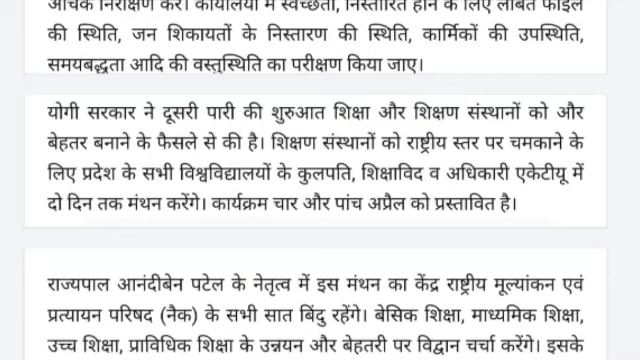 औचक निरीक्षण करें। कार्यालयों में स्वच्छता, निस्तारित होने के लिए लंबित फाइल
की स्थिति, जन शिकायतों के निस्तारण की स्थिति, कार्मिकों की उपस्थिति,
समयबद्धता आदि की वस्तुस्थिति का परीक्षण किया जाए।
योगी सरकार ने दूसरी पारी की शुरुआत शिक्षा और शिक्षण संस्थानों को और
बेहतर बनाने के फैसले से की है। शिक्षण संस्थानों को राष्ट्रीय स्तर पर चमकाने के
लिए प्रदेश के सभी विश्वविद्यालयों के कुलपति, शिक्षाविद व अधिकारी एकेटीयू में
दो दिन तक मंथन करेंगे। कार्यक्रम चार और पांच अप्रैल को प्रस्तावित है।
राज्यपाल आनंदीबेन पटेल के नेतृत्व में इस मंथन का केंद्र राष्ट्रीय मूल्यांकन एवं
प्रत्यायन परिषद (नैक) के सभी सात बिंदु रहेंगे। बेसिक शिक्षा, माध्यमिक शिक्षा,
उच्च शिक्षा, प्राविधिक शिक्षा के उन्नयन और बेहतरी पर विद्वान चर्चा करेंगे। इसके